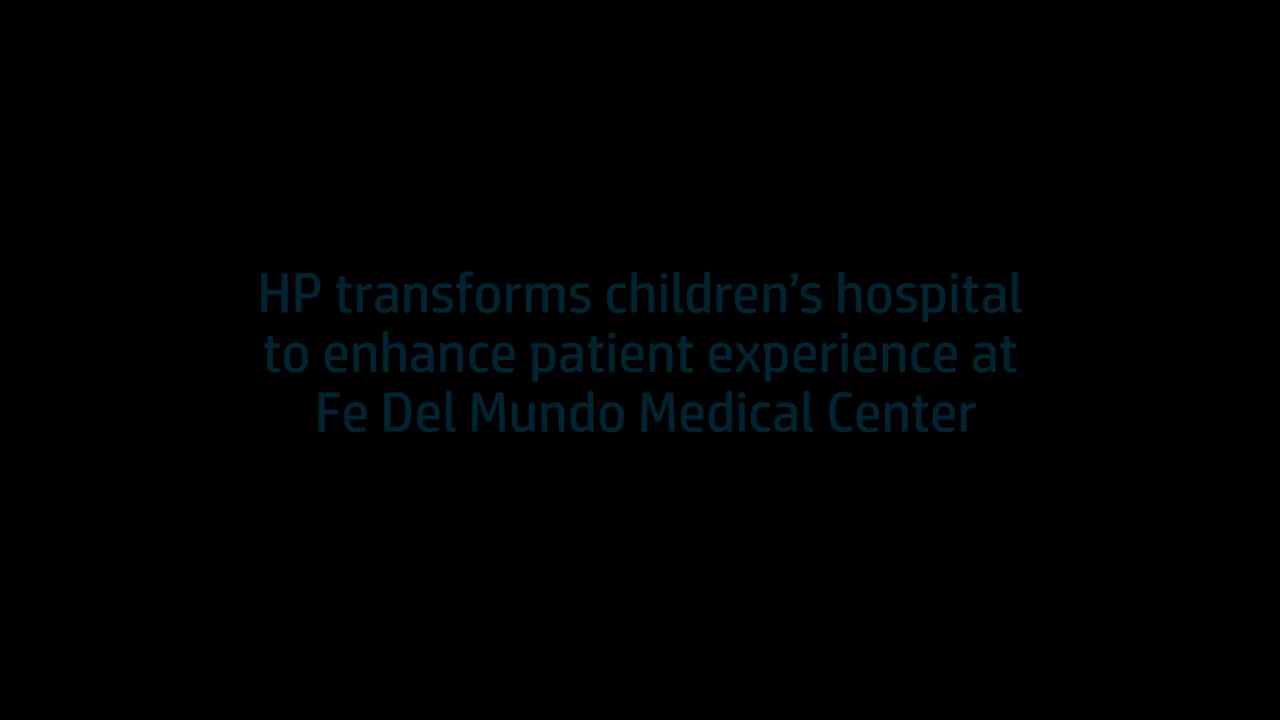 HP transforms children’s hospital
to enhance patient experience at
Fe Del Mundo Medical Center